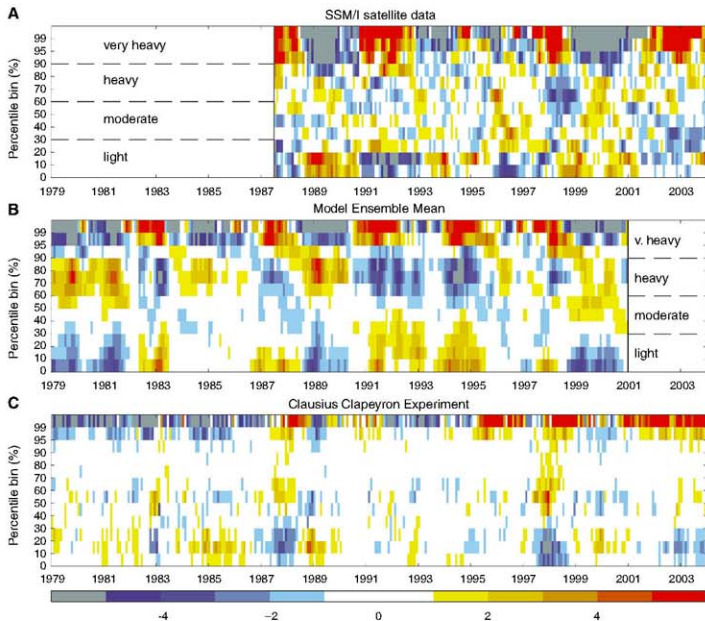 A
SSM/I satellite data
Percentile bin (%)
99
95
90
80
70
60
50
40
30
20
10
0
very heavy
heavy
moderate
light
1979 1981 1983 1985 1987 1989 1991 1993 1995 1997 1999 2001 2003
B
Model Ensemble Mean
Percentile bin (%)
99
95
90
80
70
60
50
40
30
20
10
0
v. heavy
heavy
moderate
light
1979 1981 1983 1985 1987 1989 1991 1993 1995 1997 1999 2001 2003
C
Clausius Clapeyron Experiment
Percentile bin (%)
99
95
90
80
70
60
50
40
30
20
10
0
1979 1981 1983 1985 1987 1989 1991 1993 1995 1997 1999 2001 2003
-4 -2 0 2 4